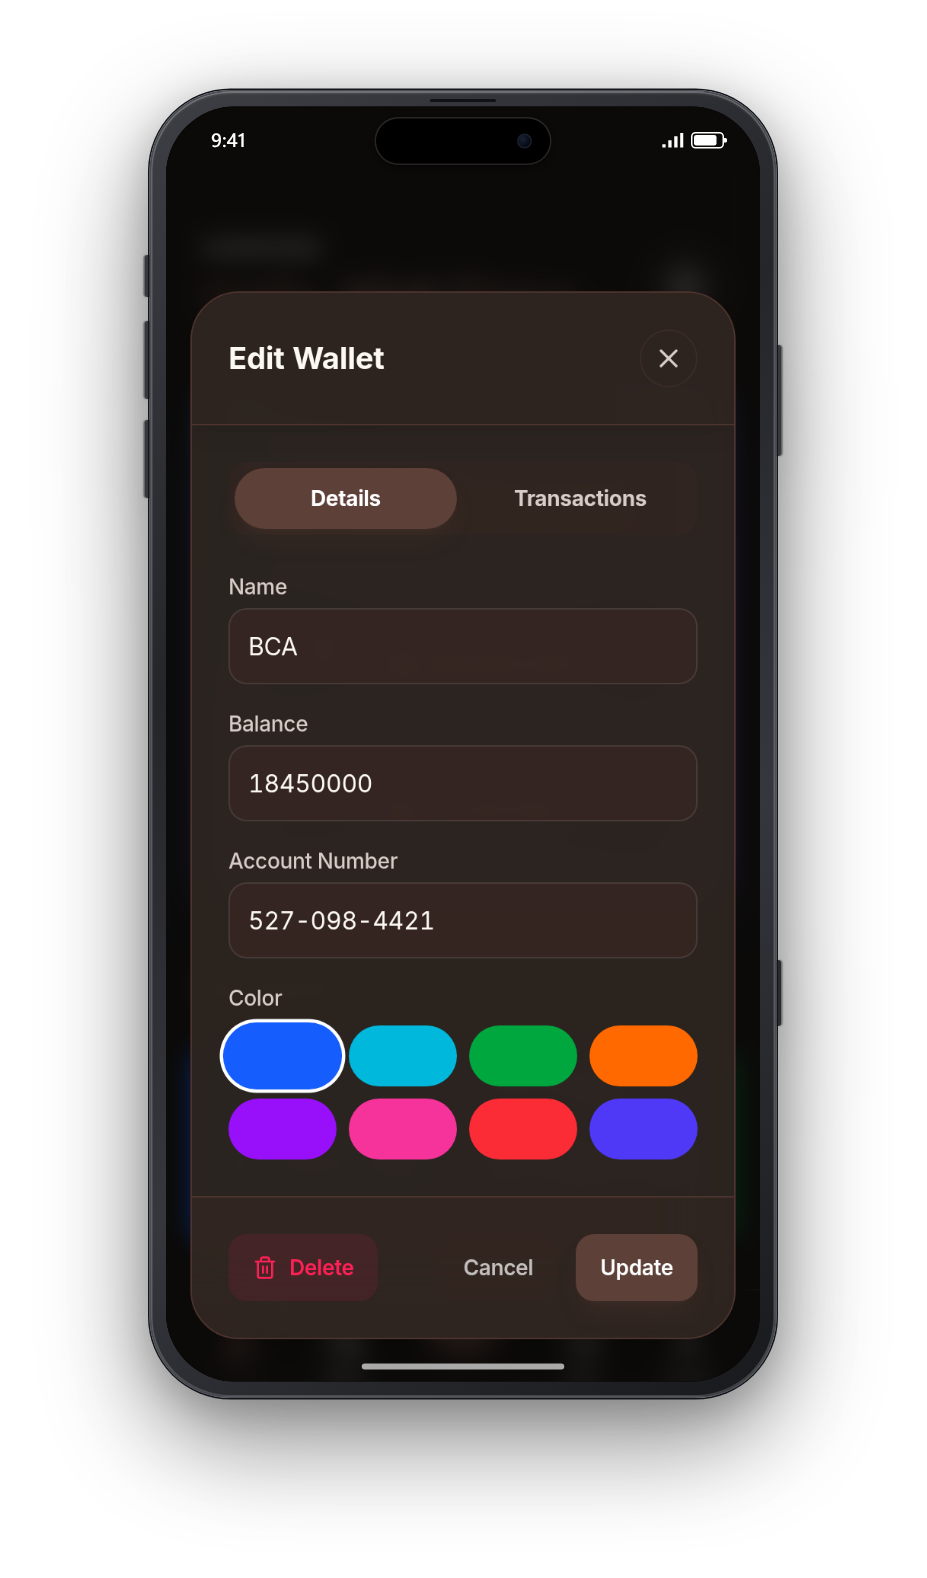 9:41
Edit Wallet
Details Transactions
Name
BCA
Balance
18450000
Account Number
527-098-4421
Color
Delete Cancel Update